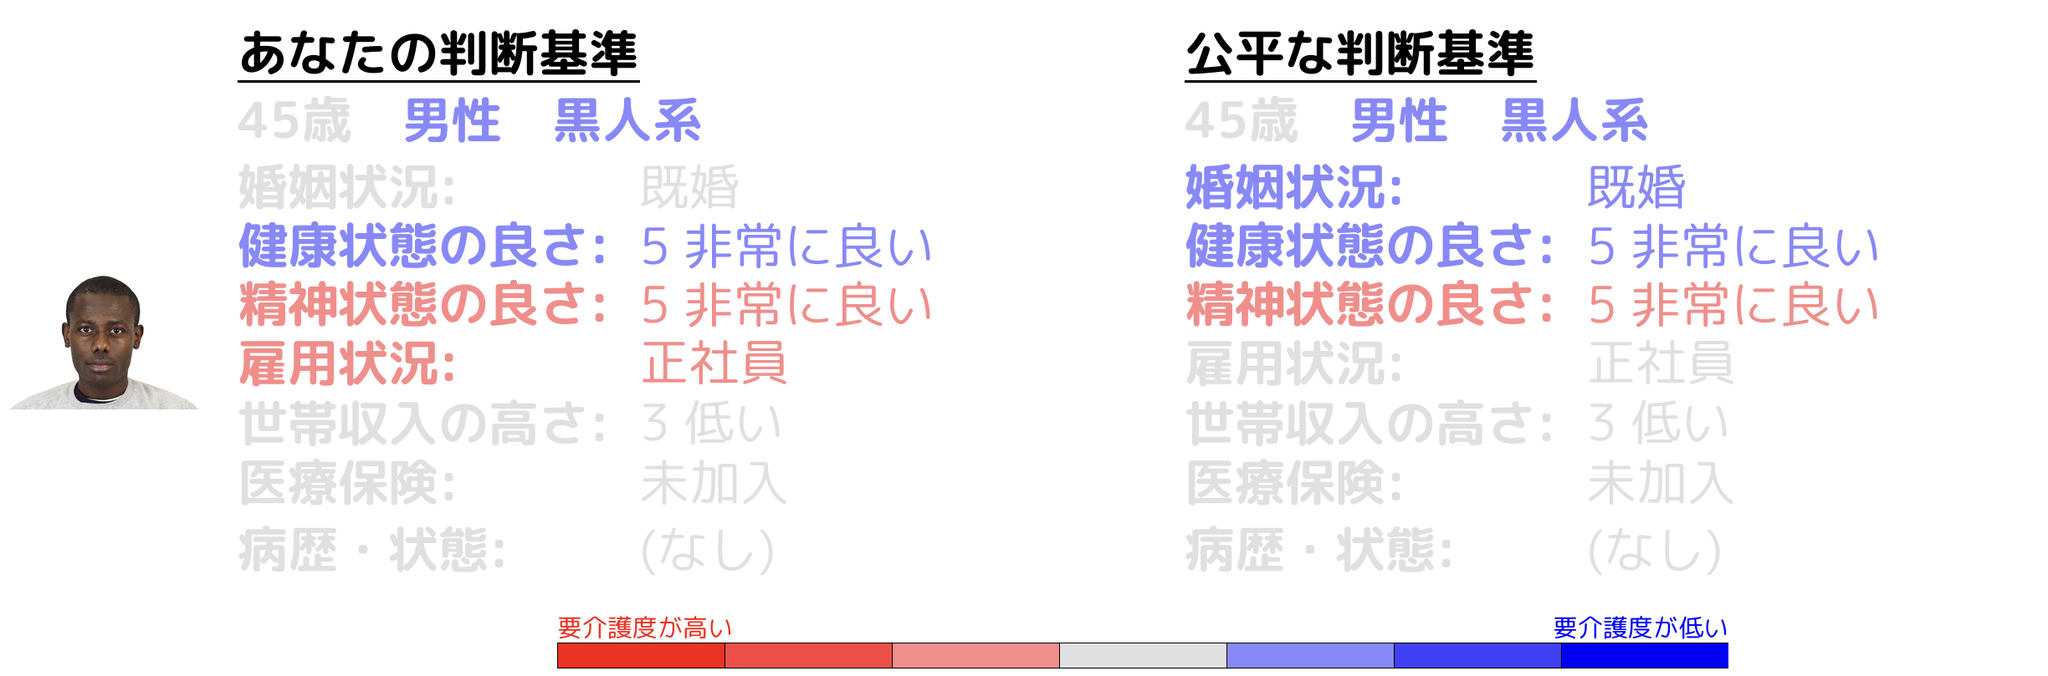 あなたの判断基準
45歳 男性 黒人系
婚姻状況: 既婚
健康状態の良さ: 5 非常に良い
精神状態の良さ: 5 非常に良い
雇用状況: 正社員
世帯収入の高さ: 3 低い
医療保険: 未加入
病歴・状態: (なし)
公平な判断基準
45歳 男性 黒人系
婚姻状況: 既婚
健康状態の良さ: 5 非常に良い
精神状態の良さ: 5 非常に良い
雇用状況: 正社員
世帯収入の高さ: 3 低い
医療保険: 未加入
病歴・状態: (なし)
要介護度が高い
要介護度が低い